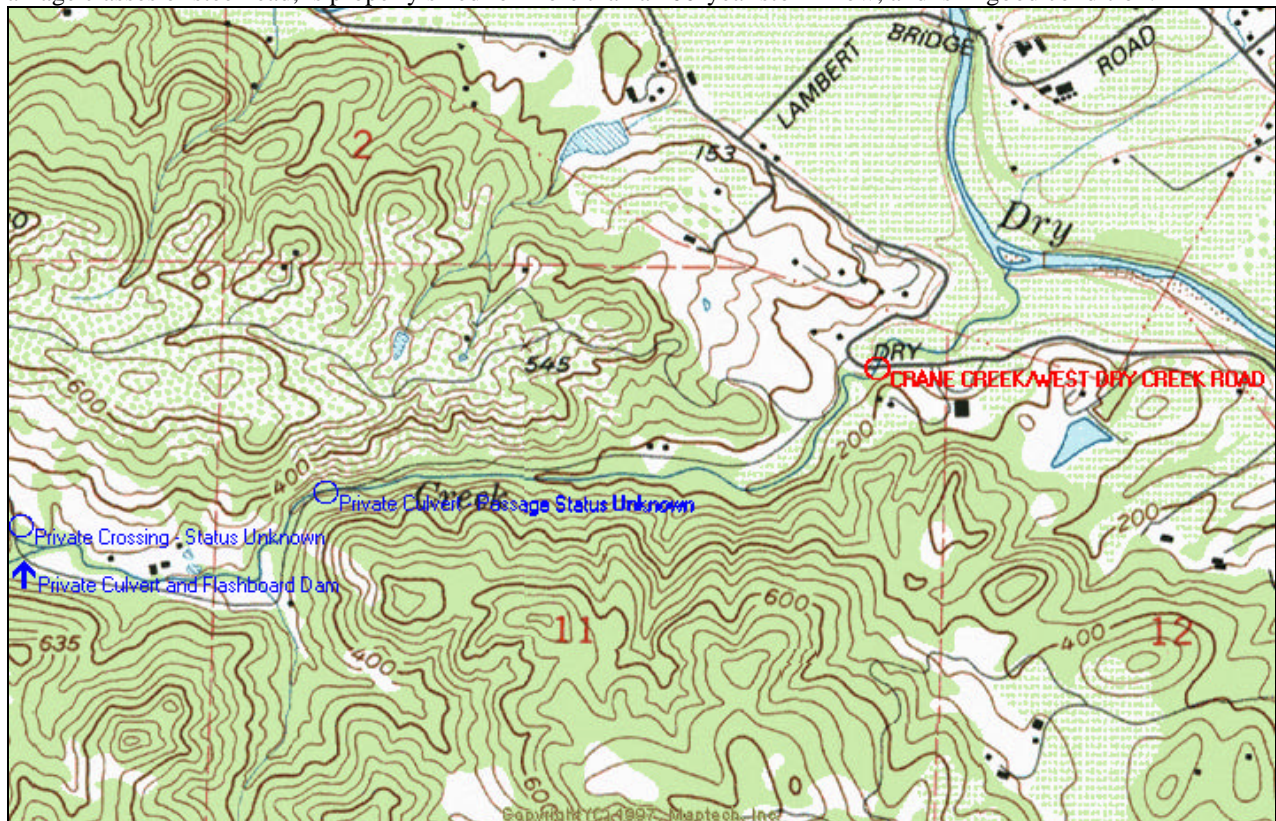 BRIDGE
ROAD
LAMBERT
2
153
Dry
545
DRY
CRANE CREEK/WEST DRY CREEK ROAD
600
200
400
Creek
Private Culvert - Passage Status Unknown
200
Private Crossing - Status Unknown
Private Culvert and Flashboard Dam
600
11
12
400
635
400
Copyright (C) 1997, Maptech, Inc.